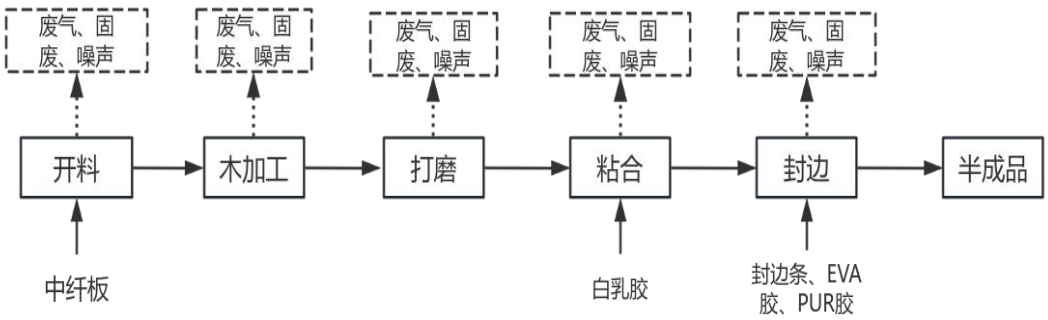 废气、固
废、噪声
废气、固
废、噪声
废气、固
废、噪声
废气、固
废、噪声
废气、固
废、噪声
开料
木加工
打磨
粘合
封边
半成品
中纤板
白乳胶
封边条、EVA
胶、PUR胶